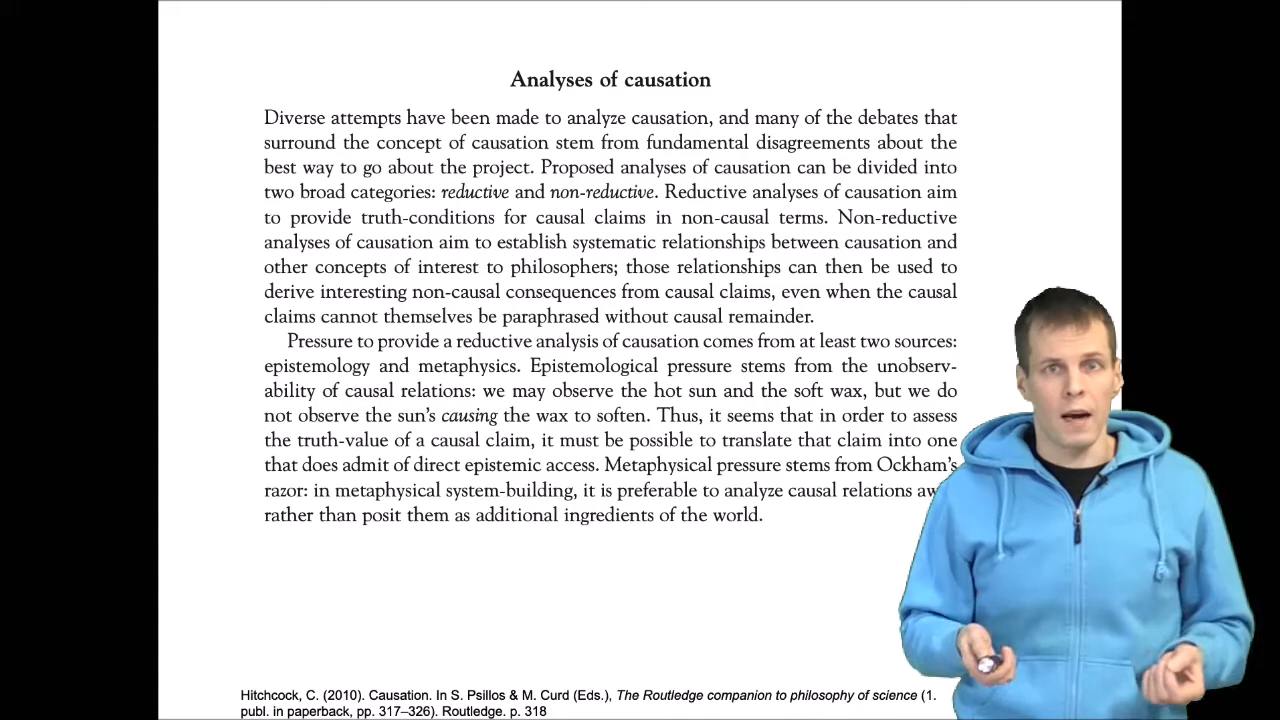 Analyses of causation
Diverse attempts have been made to analyze causation, and many of the debates that
surround the concept of causation stem from fundamental disagreements about the
best way to go about the project. Proposed analyses of causation can be divided into
two broad categories: reductive and non-reductive. Reductive analyses of causation aim
to provide truth-conditions for causal claims in non-causal terms. Non-reductive
analyses of causation aim to establish systematic relationships between causation and
other concepts of interest to philosophers; those relationships can then be used to
derive interesting non-causal consequences from causal claims, even when the causal
claims cannot themselves be paraphrased without causal remainder.
Pressure to provide a reductive analysis of causation comes from at least two sources:
epistemology and metaphysics. Epistemological pressure stems from the unobserv-
ability of causal relations: we may observe the hot sun and the soft wax, but we do
not observe the sun's causing the wax to soften. Thus, it seems that in order to assess
the truth-value of a causal claim, it must be possible to translate that claim into one
that does admit of direct epistemic access. Metaphysical pressure stems from Ockham's
razor: in metaphysical system-building, it is preferable to analyze causal relations
rather than posit them as additional ingredients of the world.
Hitchcock, C. (2010). Causation. In S. Psillos & M. Curd (Eds.), The Routledge companion to philosophy of science (1.
publ. in paperback, pp. 317–326). Routledge. p. 318